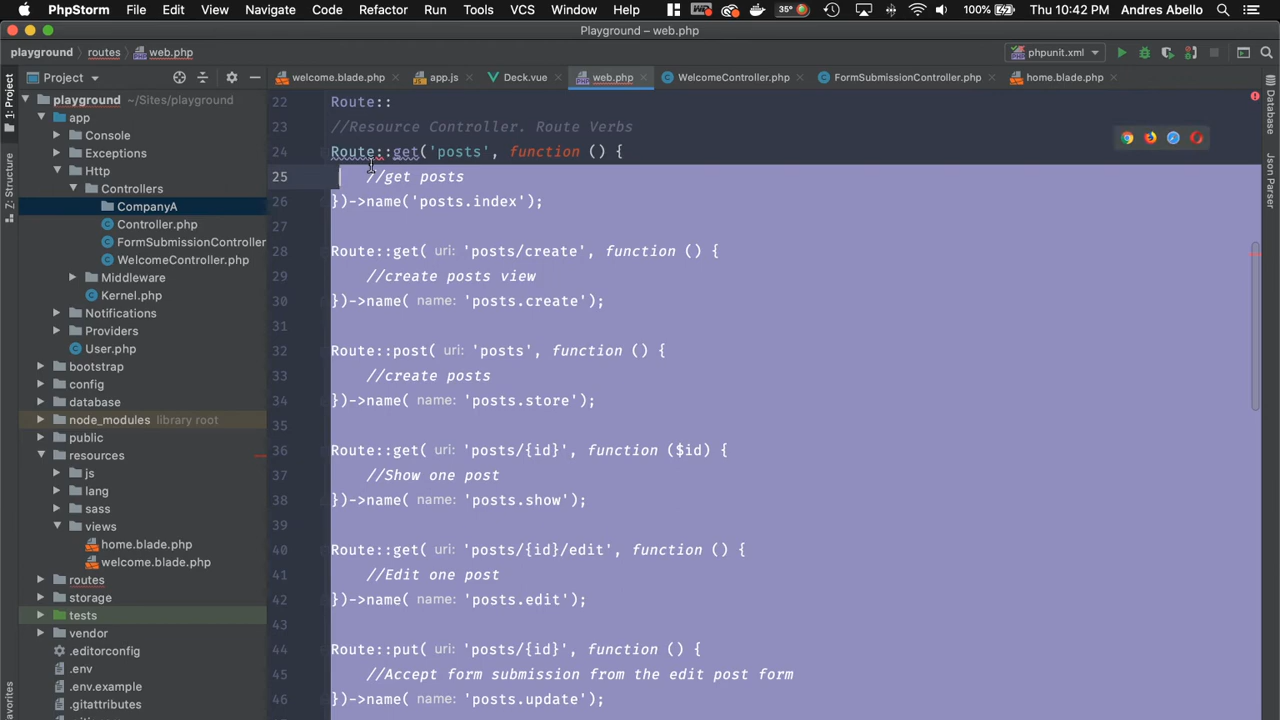 PhpStorm File Edit View Navigate Code Refactor Run Tools VCS Window Help 35° 100% Tue 10:42 PM Andres Abello
Playground – web.php
playground routes web.php phpunit.xml
Project welcome.blade.php app.js Deck.vue web.php WelcomeController.php FormSubmissionController.php home.blade.php
1: Project
7: Structure
Favorites
Database
Json Parser
playground ~/Sites/playground
app
Console
Exceptions
Http
Controllers
CompanyA
Controller.php
FormSubmissionController
WelcomeController.php
Middleware
Kernel.php
Notifications
Providers
User.php
bootstrap
config
database
node_modules library root
public
resources
js
lang
sass
views
home.blade.php
welcome.blade.php
routes
storage
tests
vendor
.editorconfig
.env
.env.example
.gitattributes
22 Route::
23 //Resource Controller. Route Verbs
24 Route::get('posts', function () {
25 //get posts
26 })->name('posts.index');
27
28 Route::get( uri: 'posts/create', function () {
29 //create posts view
30 })->name( name: 'posts.create');
31
32 Route::post( uri: 'posts', function () {
33 //create posts
34 })->name( name: 'posts.store');
35
36 Route::get( uri: 'posts/{id}', function ($id) {
37 //Show one post
38 })->name( name: 'posts.show');
39
40 Route::get( uri: 'posts/{id}/edit', function () {
41 //Edit one post
42 })->name( name: 'posts.edit');
43
44 Route::put( uri: 'posts/{id}', function () {
45 //Accept form submission from the edit post form
46 })->name( name: 'posts.update');